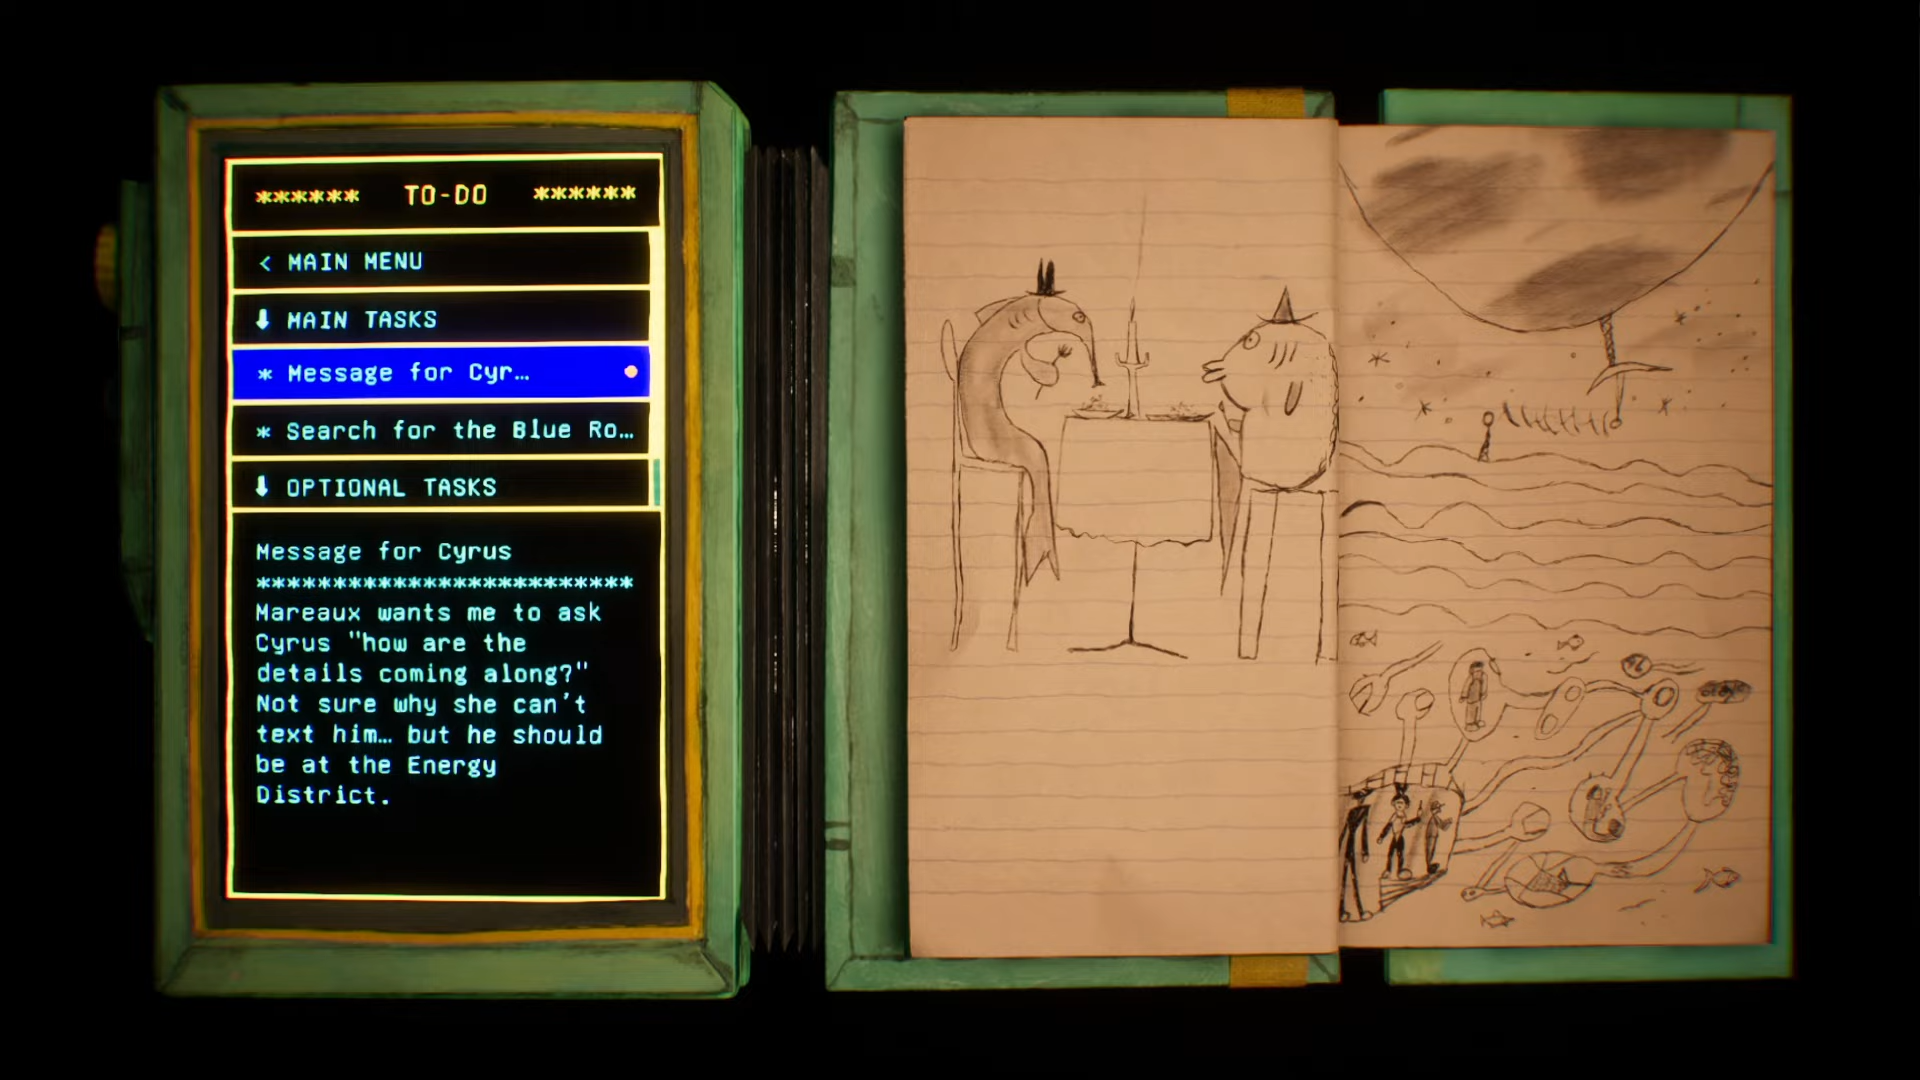 ****** TO-DO ******
< MAIN MENU
⬇ MAIN TASKS
* Message for Cyr…
* Search for the Blue Ro…
⬇ OPTIONAL TASKS
Message for Cyrus
*************************
Mareaux wants me to ask
Cyrus "how are the
details coming along?"
Not sure why she can't
text him… but he should
be at the Energy
District.